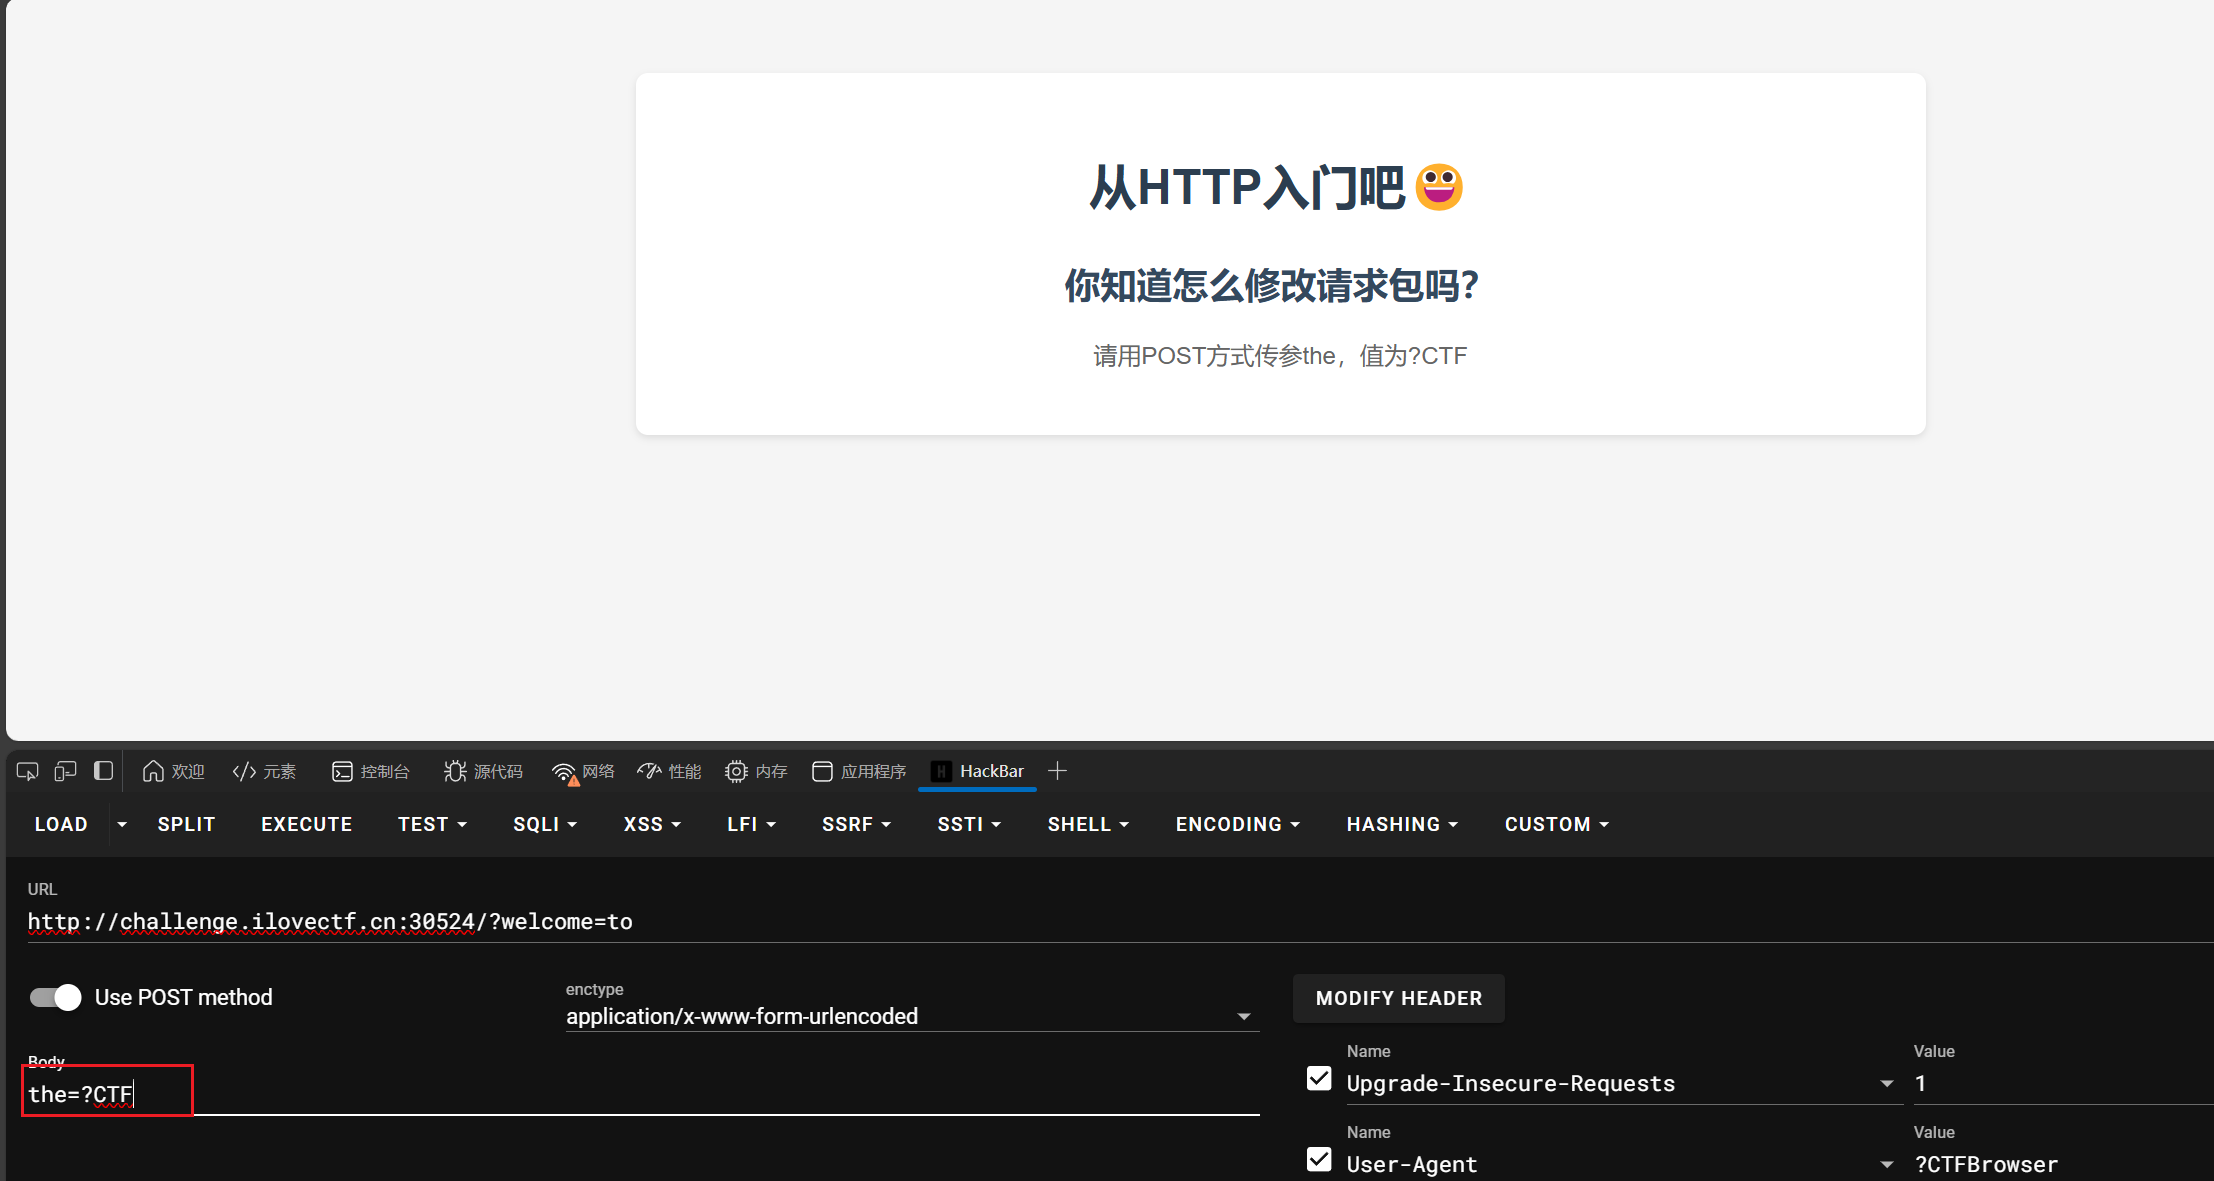 从HTTP入门吧😀
你知道怎么修改请求包吗?
请用POST方式传参the，值为?CTF
欢迎 元素 控制台 源代码 网络 性能 内存 应用程序 HackBar
LOAD SPLIT EXECUTE TEST SQLI XSS LFI SSRF SSTI SHELL ENCODING HASHING CUSTOM
URL
http://challenge.ilovectf.cn:30524/?welcome=to
Use POST method
enctype
application/x-www-form-urlencoded
MODIFY HEADER
Body
the=?CTF
Name Value
Upgrade-Insecure-Requests 1
Name Value
User-Agent ?CTFBrowser